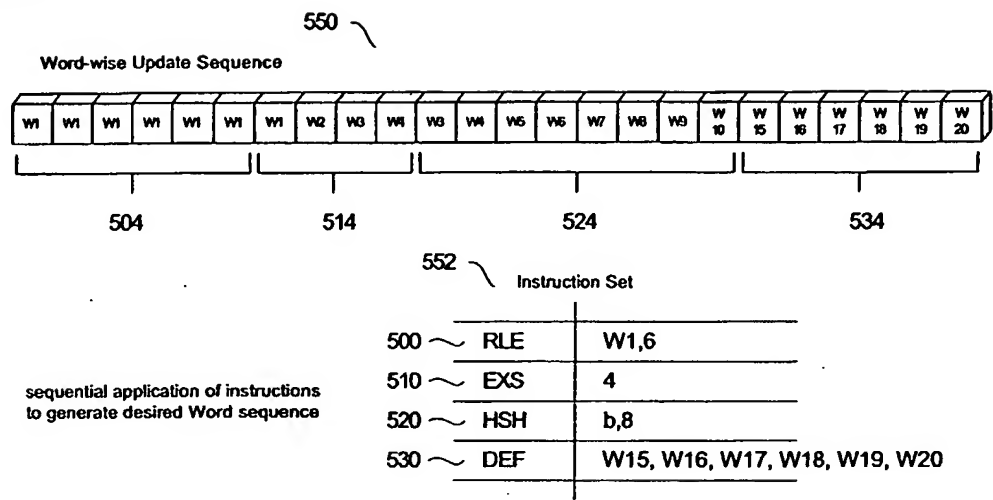 550
Word-wise Update Sequence
W1 W1 W1 W1 W1 W1 W1 W2 W3 W4 W3 W4 W5 W6 W7 W8 W9 W 10 W 15 W 16 W 17 W 18 W 19 W 20
504 514 524 534
552
Instruction Set
500 RLE W1,6
510 EXS 4
sequential application of instructions
to generate desired Word sequence
520 HSH b,8
530 DEF W15, W16, W17, W18, W19, W20